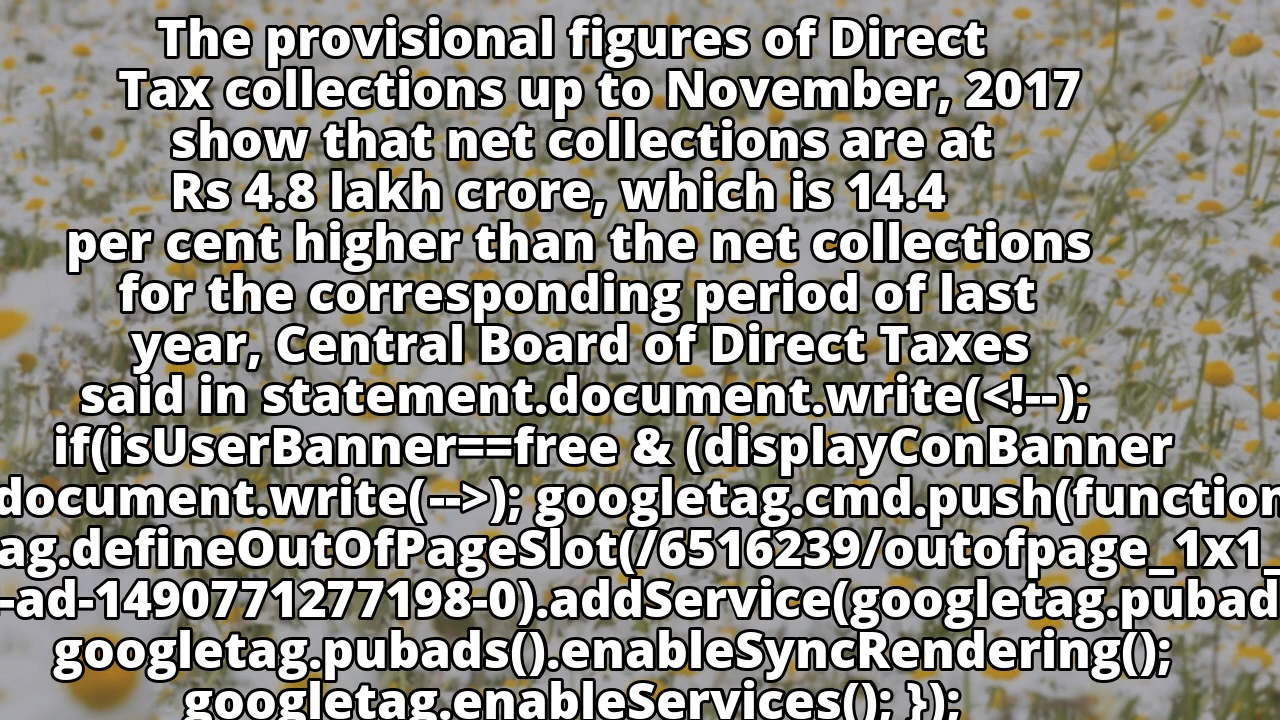 The provisional figures of Direct
Tax collections up to November, 2017
show that net collections are at
Rs 4.8 lakh crore, which is 14.4
per cent higher than the net collections
for the corresponding period of last
year, Central Board of Direct Taxes
said in statement.document.write(<!--);
if(isUserBanner==free & (displayConBanner
document.write(-->); googletag.cmd.push(function
ag.defineOutOfPageSlot(/6516239/outofpage_1x1_
-ad-1490771277198-0).addService(googletag.pubad
googletag.pubads().enableSyncRendering();
googletag.enableServices(); });